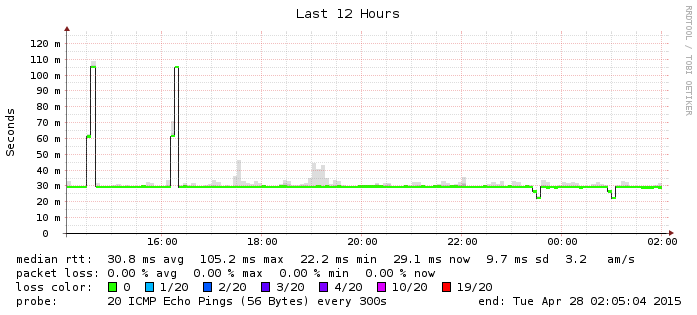 Last 12 Hours
RRDTOOL / TOBI OETIKER
Seconds
120 m
110 m
100 m
90 m
80 m
70 m
60 m
50 m
40 m
30 m
20 m
10 m
0
16:00 18:00 20:00 22:00 00:00 02:00
median rtt: 30.8 ms avg 105.2 ms max 22.2 ms min 29.1 ms now 9.7 ms sd 3.2 am/s
packet loss: 0.00 % avg 0.00 % max 0.00 % min 0.00 % now
loss color: 0 1/20 2/20 3/20 4/20 10/20 19/20
probe: 20 ICMP Echo Pings (56 Bytes) every 300s end: Tue Apr 28 02:05:04 2015